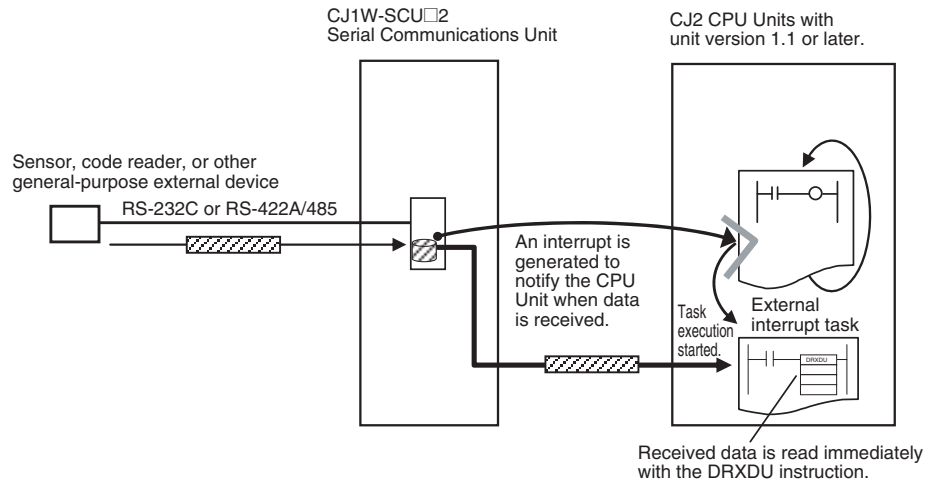 CJ1W-SCU□2
Serial Communications Unit
CJ2 CPU Units with
unit version 1.1 or later.
Sensor, code reader, or other
general-purpose external device
RS-232C or RS-422A/485
An interrupt is
generated to
notify the CPU
Unit when data
is received.
Task
execution
started.
External
interrupt task
DRXDU
Received data is read immediately
with the DRXDU instruction.